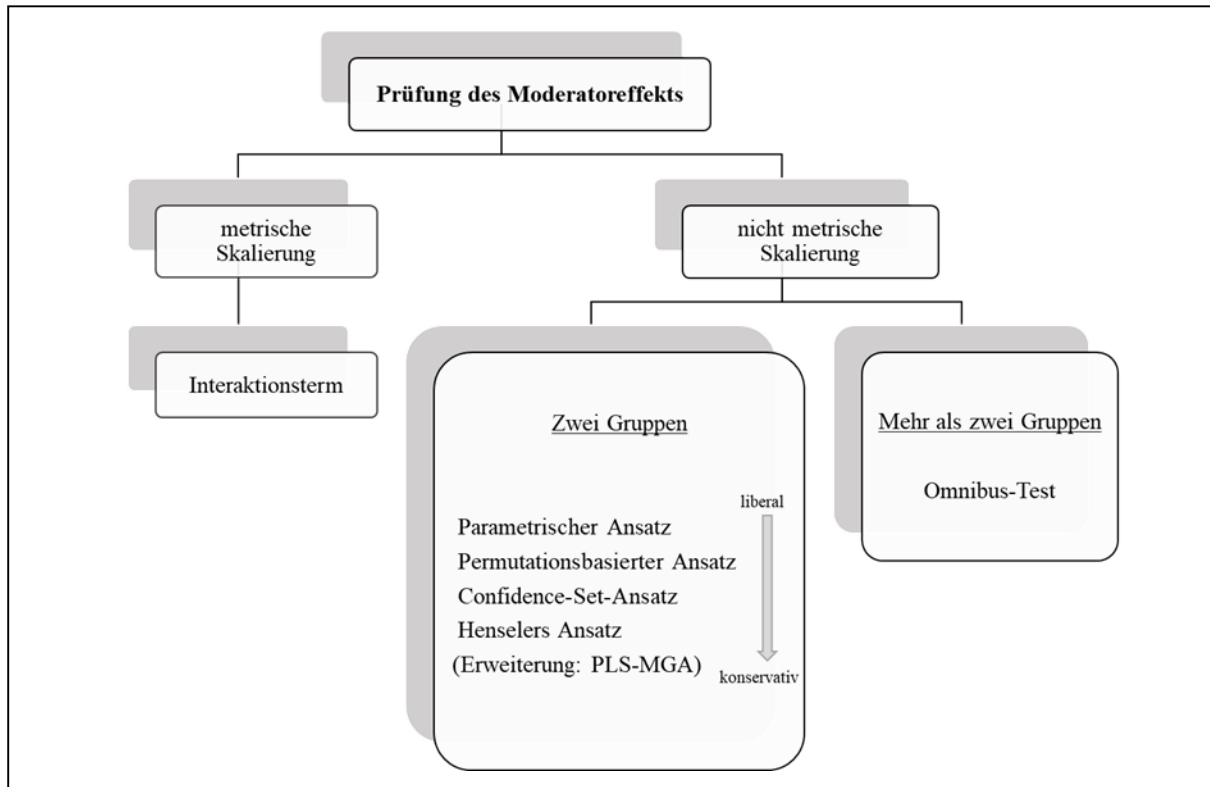 Prüfung des Moderatoreffekts
metrische
Skalierung
nicht metrische
Skalierung
Interaktionsterm
Zwei Gruppen
liberal
Parametrischer Ansatz
Permutationsbasierter Ansatz
Confidence-Set-Ansatz
Henselers Ansatz
(Erweiterung: PLS-MGA)
konservativ
Mehr als zwei Gruppen
Omnibus-Test